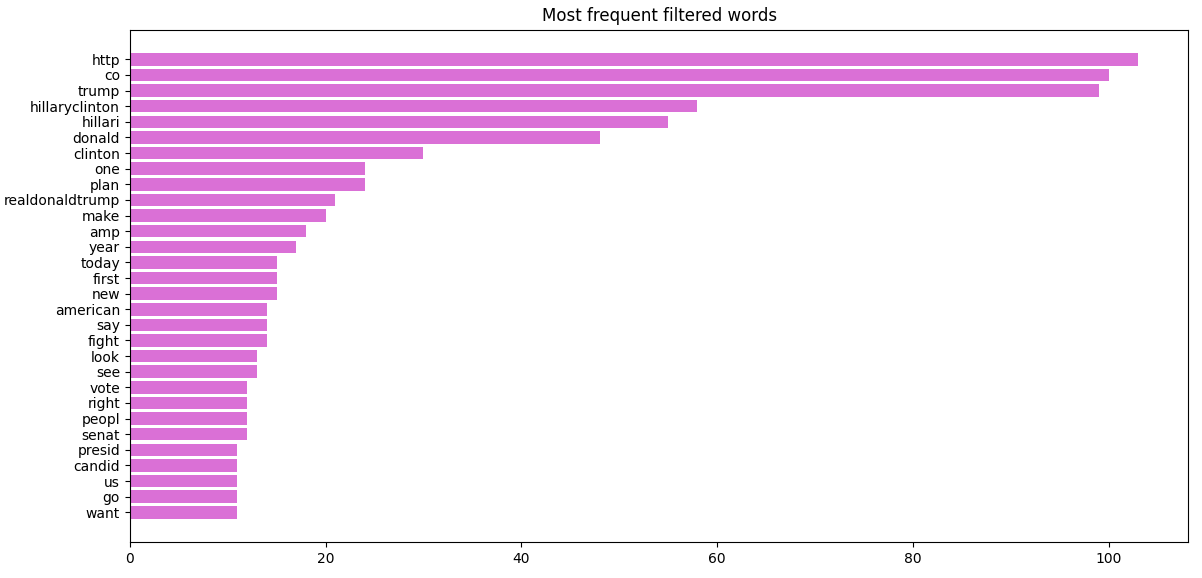 Most frequent filtered words
http
co
trump
hillaryclinton
hillari
donald
clinton
one
plan
realdonaldtrump
make
amp
year
today
first
new
american
say
fight
look
see
vote
right
peopl
senat
presid
candid
us
go
want
0 20 40 60 80 100